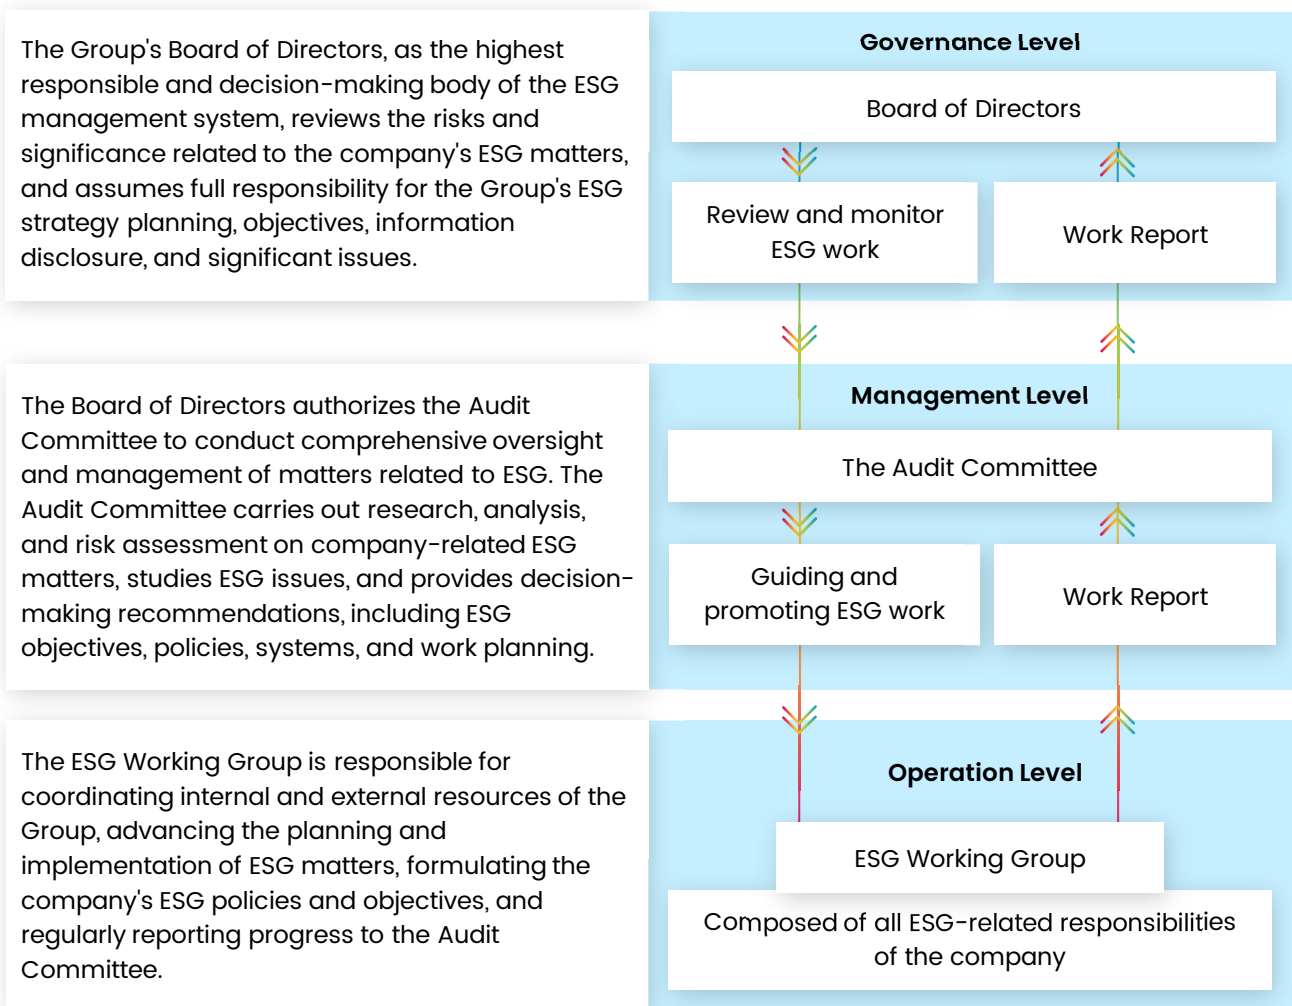 The Group's Board of Directors, as the highest
responsible and decision-making body of the ESG
management system, reviews the risks and
significance related to the company's ESG matters,
and assumes full responsibility for the Group's ESG
strategy planning, objectives, information
disclosure, and significant issues.
Governance Level
Board of Directors
Review and monitor
ESG work
Work Report
The Board of Directors authorizes the Audit
Committee to conduct comprehensive oversight
and management of matters related to ESG. The
Audit Committee carries out research, analysis,
and risk assessment on company-related ESG
matters, studies ESG issues, and provides decision-
making recommendations, including ESG
objectives, policies, systems, and work planning.
Management Level
The Audit Committee
Guiding and
promoting ESG work
Work Report
The ESG Working Group is responsible for
coordinating internal and external resources of the
Group, advancing the planning and
implementation of ESG matters, formulating the
company's ESG policies and objectives, and
regularly reporting progress to the Audit
Committee.
Operation Level
ESG Working Group
Composed of all ESG-related responsibilities
of the company